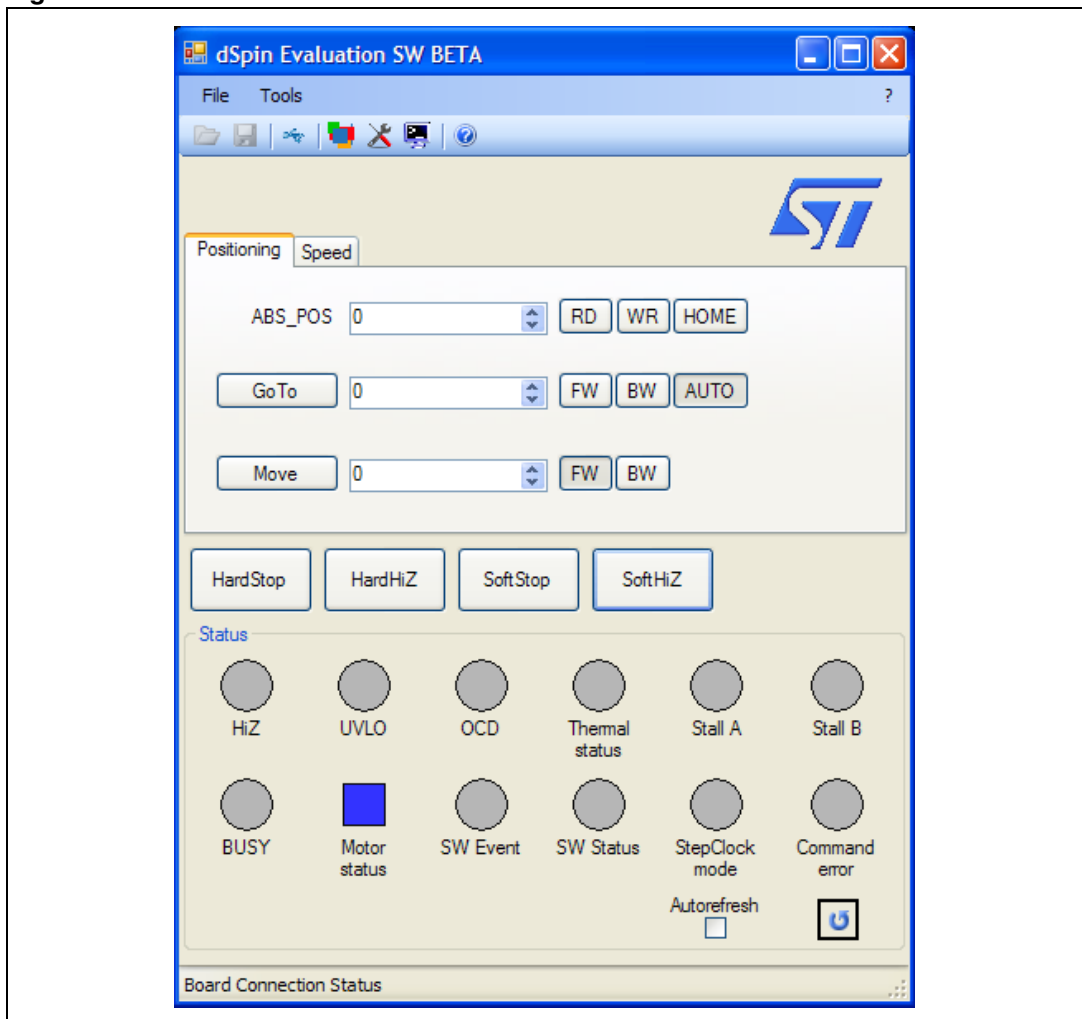 dSpin Evaluation SW BETA
File Tools ?
ST
Positioning Speed
ABS_POS 0 RD WR HOME
GoTo 0 FW BW AUTO
Move 0 FW BW
HardStop HardHiZ SoftStop SoftHiZ
Status
HiZ UVLO OCD Thermal status Stall A Stall B
BUSY Motor status SW Event SW Status StepClock mode Command error
Autorefresh
Board Connection Status